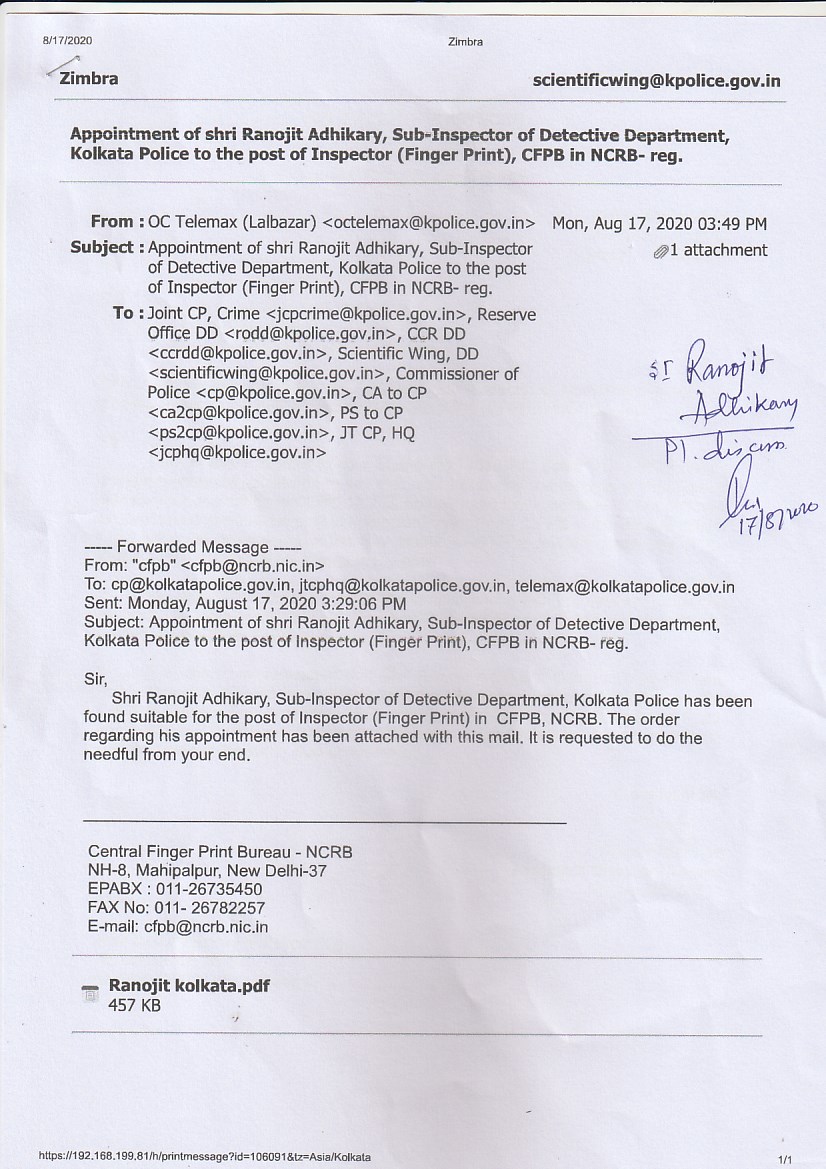 8/17/2020 Zimbra
Zimbra scientificwing@kpolice.gov.in
Appointment of shri Ranojit Adhikary, Sub-Inspector of Detective Department,
Kolkata Police to the post of Inspector (Finger Print), CFPB in NCRB- reg.
From : OC Telemax (Lalbazar) <octelemax@kpolice.gov.in> Mon, Aug 17, 2020 03:49 PM
Subject : Appointment of shri Ranojit Adhikary, Sub-Inspector 1 attachment
of Detective Department, Kolkata Police to the post
of Inspector (Finger Print), CFPB in NCRB- reg.
To : Joint CP, Crime <jcpcrime@kpolice.gov.in>, Reserve
Office DD <rodd@kpolice.gov.in>, CCR DD
<ccrdd@kpolice.gov.in>, Scientific Wing, DD
<scientificwing@kpolice.gov.in>, Commissioner of
Police <cp@kpolice.gov.in>, CA to CP
<ca2cp@kpolice.gov.in>, PS to CP
<ps2cp@kpolice.gov.in>, JT CP, HQ
<jcphq@kpolice.gov.in>
SI Ranojit
Adhikary
Pl. discuss
17/8/2020
----- Forwarded Message -----
From: "cfpb" <cfpb@ncrb.nic.in>
To: cp@kolkatapolice.gov.in, jtcphq@kolkatapolice.gov.in, telemax@kolkatapolice.gov.in
Sent: Monday, August 17, 2020 3:29:06 PM
Subject: Appointment of shri Ranojit Adhikary, Sub-Inspector of Detective Department,
Kolkata Police to the post of Inspector (Finger Print), CFPB in NCRB- reg.
Sir,
Shri Ranojit Adhikary, Sub-Inspector of Detective Department, Kolkata Police has been
found suitable for the post of Inspector (Finger Print) in CFPB, NCRB. The order
regarding his appointment has been attached with this mail. It is requested to do the
needful from your end.
Central Finger Print Bureau - NCRB
NH-8, Mahipalpur, New Delhi-37
EPABX : 011-26735450
FAX No: 011- 26782257
E-mail: cfpb@ncrb.nic.in
Ranojit kolkata.pdf
457 KB
https://192.168.199.81/h/printmessage?id=106091&tz=Asia/Kolkata 1/1